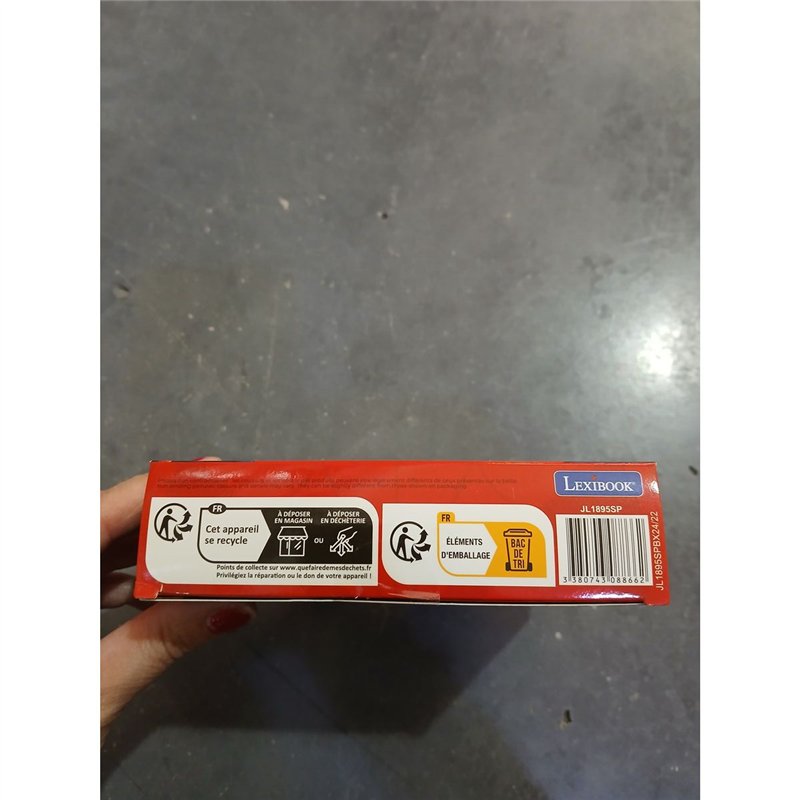 LEXIBOOK®
JL1895SP
FR
Cet appareil
se recycle
À DÉPOSER
EN MAGASIN
OU
À DÉPOSER
EN DÉCHÈTERIE
Points de collecte sur www.quefairedemesdechets.fr
Privilégiez la réparation ou le don de votre appareil !
FR
ÉLÉMENTS
D'EMBALLAGE
BAC
DE
TRI
3 380743 088662
JL1895SPBX24/22